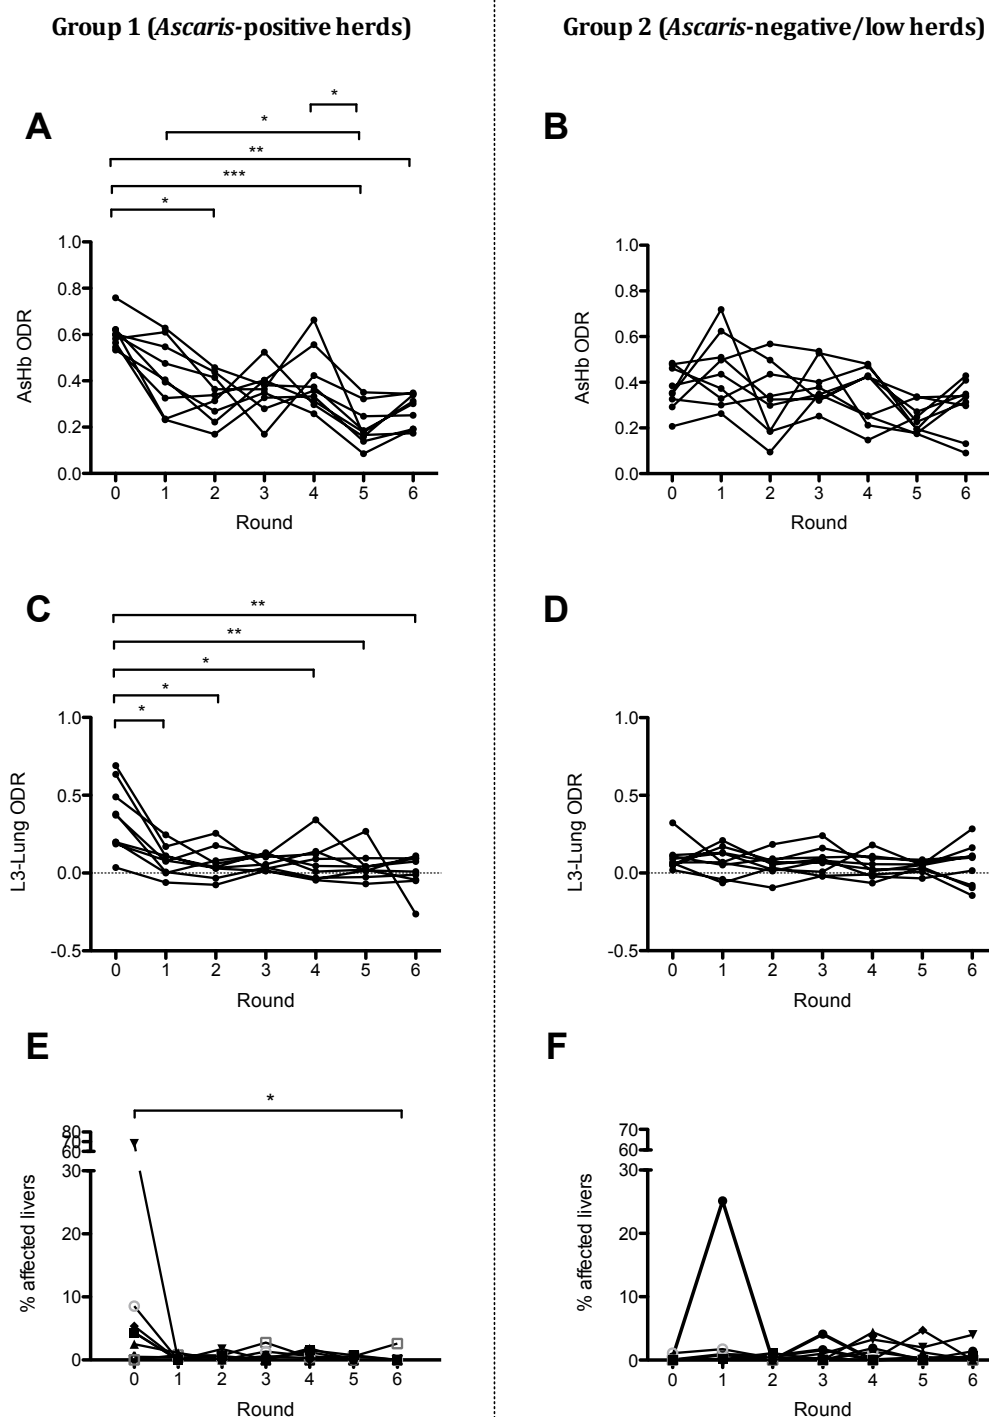 Group 1 (Ascaris-positive herds)
Group 2 (Ascaris-negative/low herds)
A
*
*
**
***
*
1.0
0.8
0.6
0.4
0.2
0.0
AsHb ODR
0 1 2 3 4 5 6
Round
B
1.0
0.8
0.6
0.4
0.2
0.0
AsHb ODR
0 1 2 3 4 5 6
Round
C
**
**
*
*
*
1.0
0.5
0.0
-0.5
L3-Lung ODR
0 1 2 3 4 5 6
Round
D
1.0
0.5
0.0
-0.5
L3-Lung ODR
0 1 2 3 4 5 6
Round
E
*
80
70
60
30
20
10
0
% affected livers
0 1 2 3 4 5 6
Round
F
70
60
30
20
10
0
% affected livers
0 1 2 3 4 5 6
Round